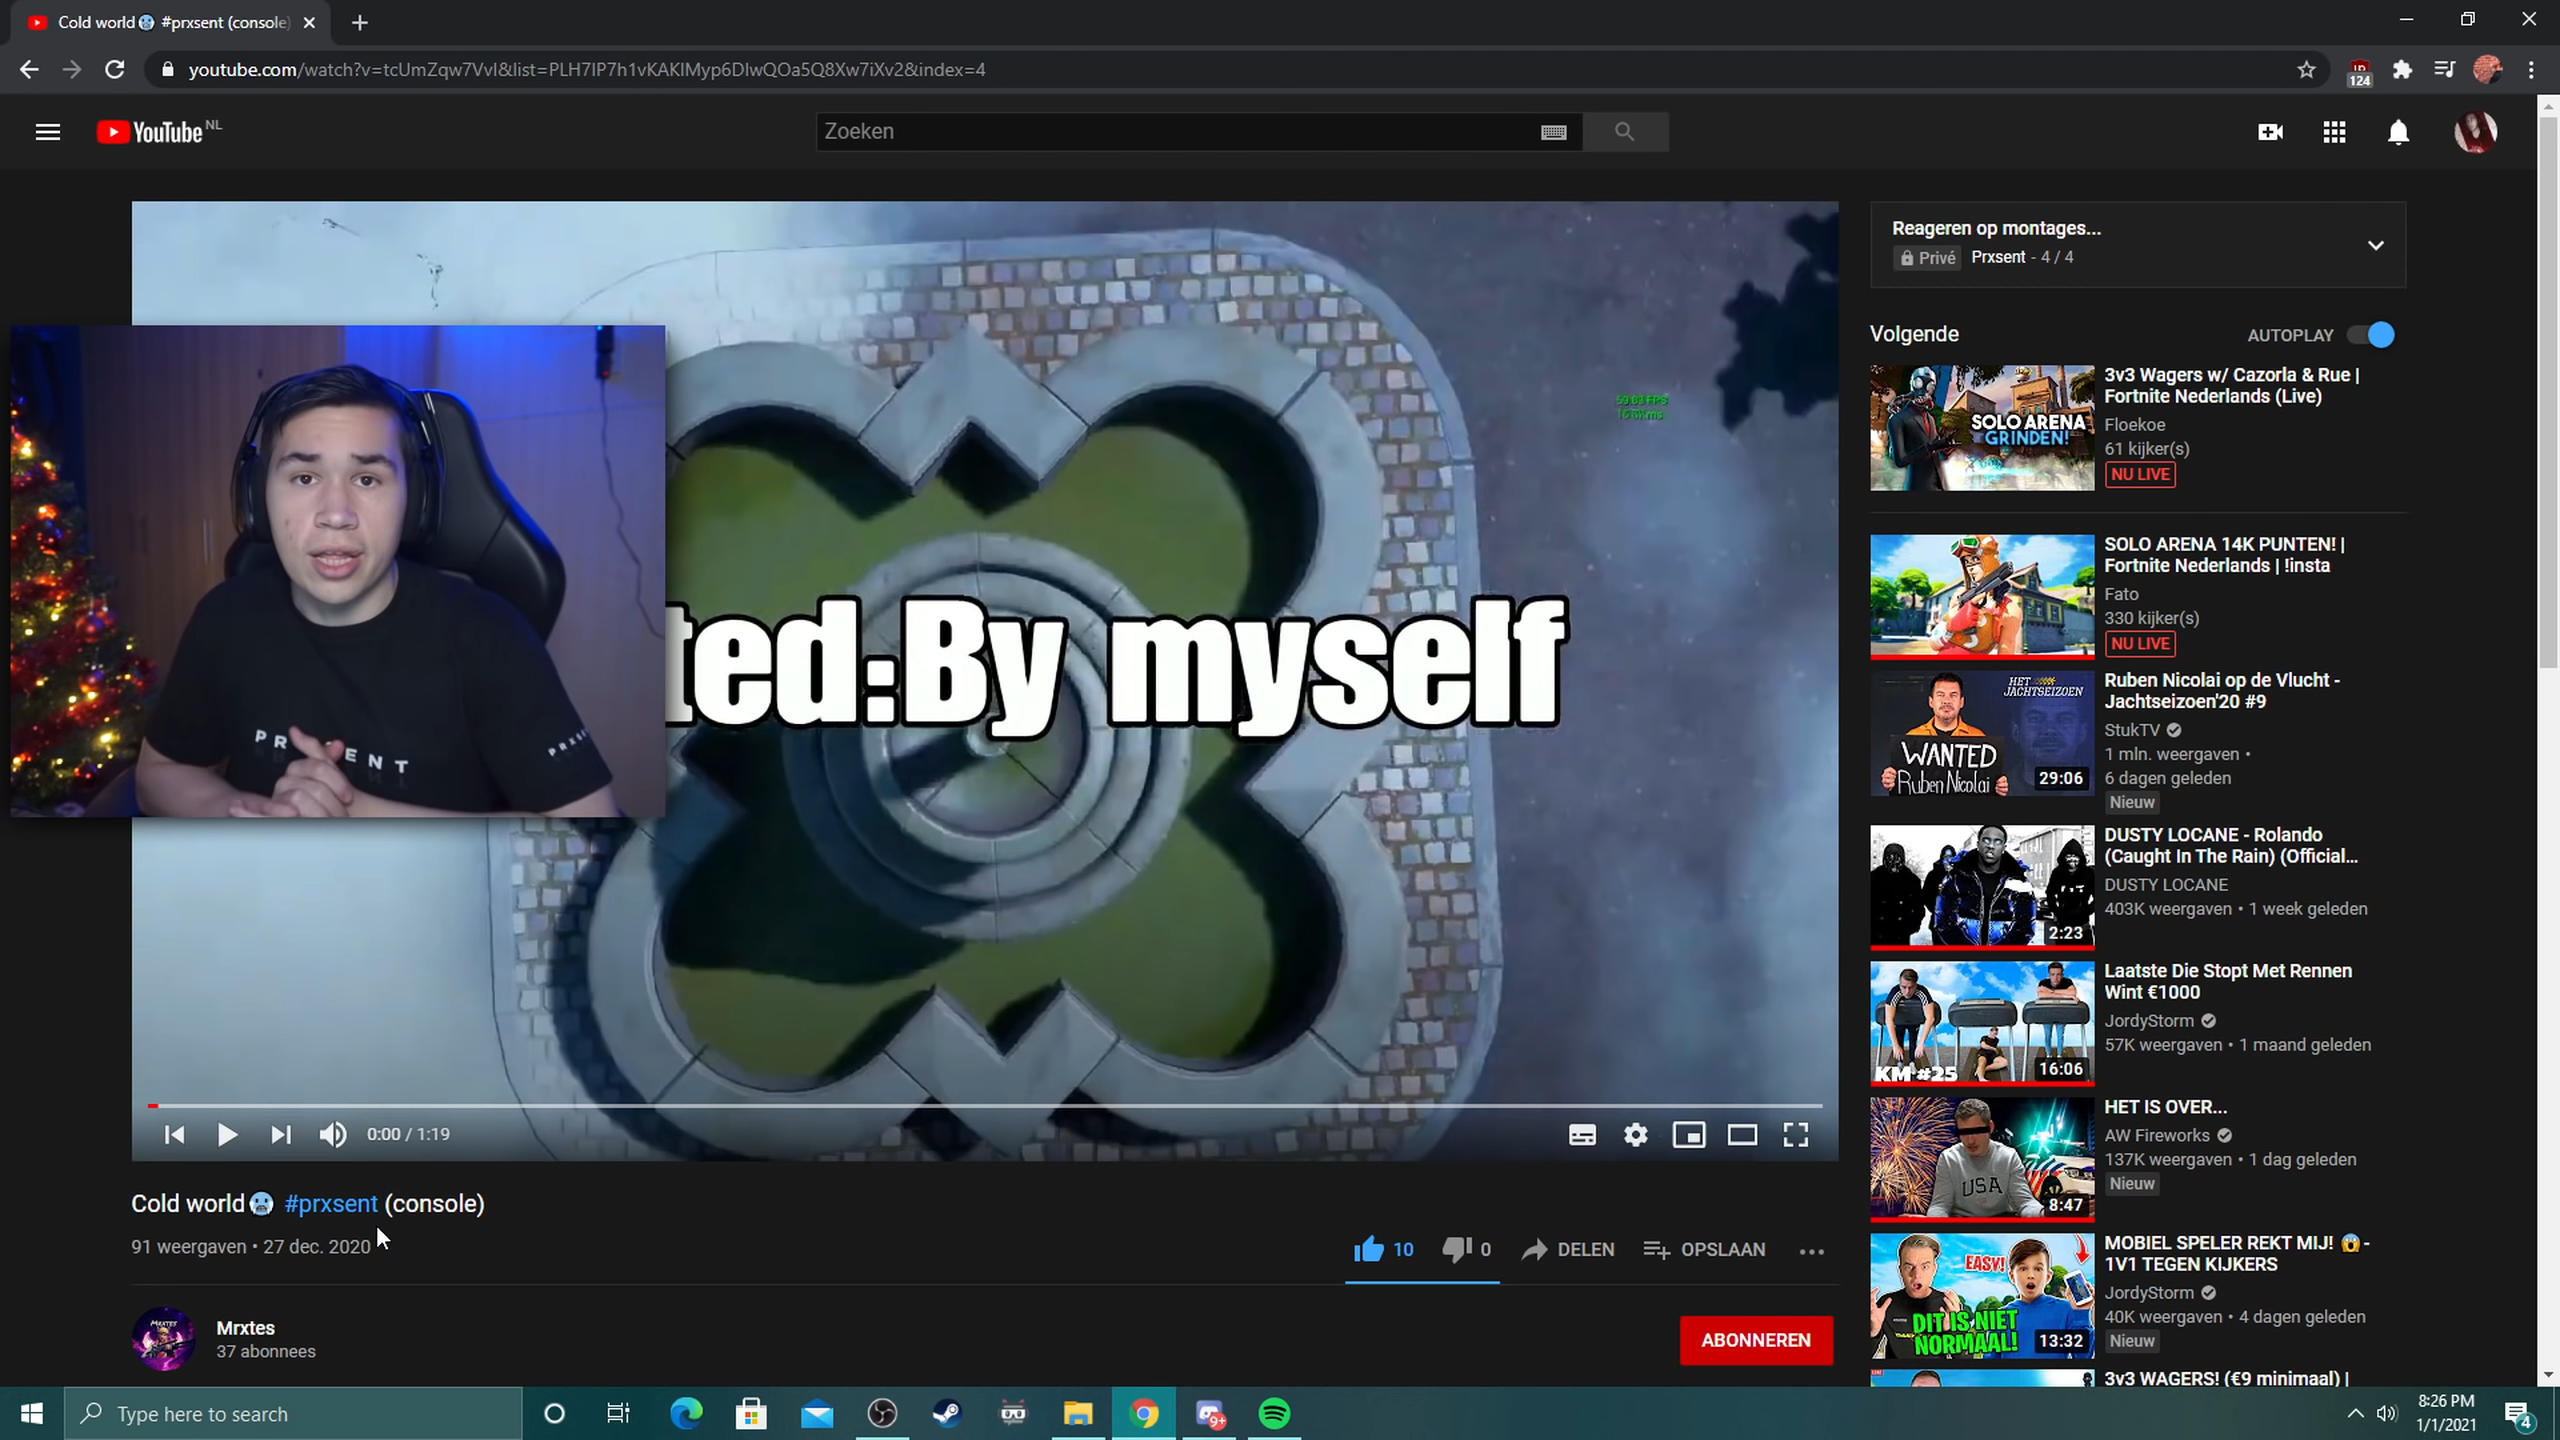 Cold world🥶 #prxsent (console)
youtube.com/watch?v=tcUmZqw7VvI&list=PLH7IP7h1vKAKIMyp6DIwQOa5Q8Xw7iXv2&index=4
124
YouTube NL
Zoeken
ted:By myself
PRXSENT
0:00 / 1:19
Cold world🥶 #prxsent (console)
91 weergaven • 27 dec. 2020
10
0
DELEN
OPSLAAN
Mrxtes
37 abonnees
ABONNEREN
Reageren op montages...
Privé
Prxsent - 4 / 4
Volgende
AUTOPLAY
SOLO ARENA
GRINDEN!
3v3 Wagers w/ Cazorla & Rue |
Fortnite Nederlands (Live)
Floekoe
61 kijker(s)
NU LIVE
SOLO ARENA 14K PUNTEN! |
Fortnite Nederlands | !insta
Fato
330 kijker(s)
NU LIVE
HET
JACHTSEIZOEN
WANTED
Ruben Nicolai
29:06
Ruben Nicolai op de Vlucht -
Jachtseizoen'20 #9
StukTV
1 mln. weergaven •
6 dagen geleden
Nieuw
2:23
DUSTY LOCANE - Rolando
(Caught In The Rain) (Official...
DUSTY LOCANE
403K weergaven • 1 week geleden
KM #25
16:06
Laatste Die Stopt Met Rennen
Wint €1000
JordyStorm
57K weergaven • 1 maand geleden
USA
8:47
HET IS OVER...
AW Fireworks
137K weergaven • 1 dag geleden
Nieuw
EASY!
DIT IS NIET
NORMAAL!
13:32
MOBIEL SPELER REKT MIJ! 😱 -
1V1 TEGEN KIJKERS
JordyStorm
40K weergaven • 4 dagen geleden
Nieuw
3v3 WAGERS! (€9 minimaal) |
Type here to search
9+
8:26 PM
1/1/2021
4